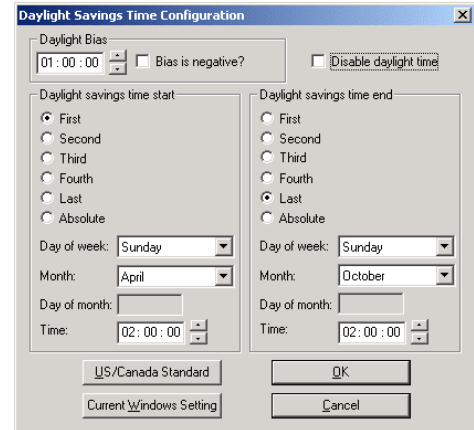 Daylight Savings Time Configuration
Daylight Bias
01:00:00
Bias is negative?
Disable daylight time
Daylight savings time start
First
Second
Third
Fourth
Last
Absolute
Day of week: Sunday
Month: April
Day of month:
Time: 02:00:00
Daylight savings time end
First
Second
Third
Fourth
Last
Absolute
Day of week: Sunday
Month: October
Day of month:
Time: 02:00:00
US/Canada Standard
OK
Current Windows Setting
Cancel